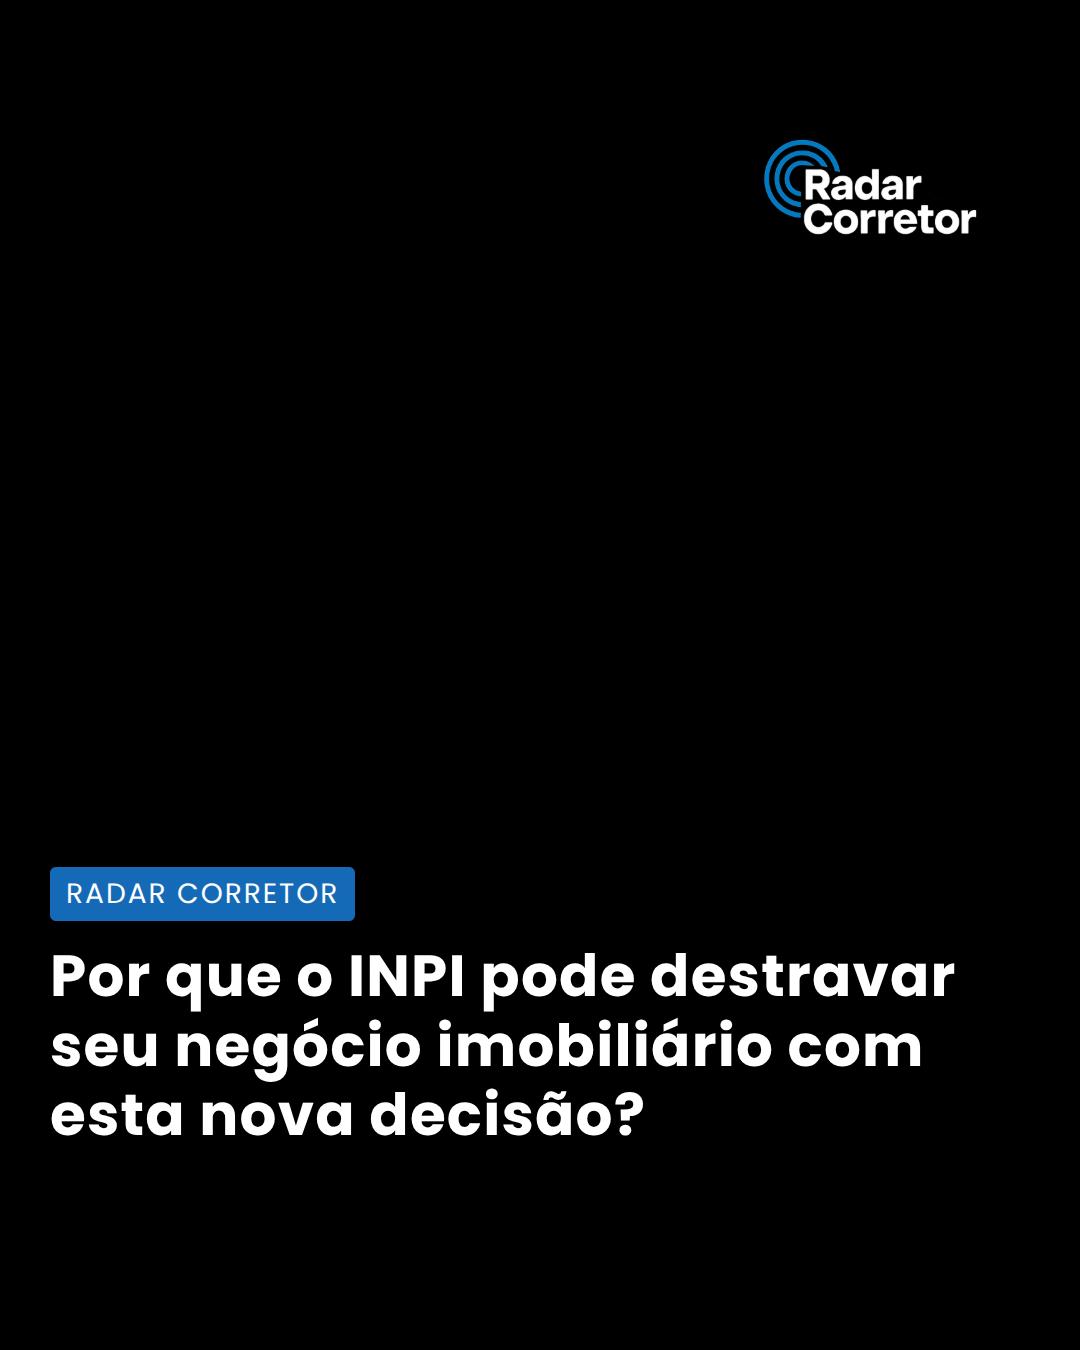 Radar
Corretor
RADAR CORRETOR
Por que o INPI pode destravar
seu negócio imobiliário com
esta nova decisão?